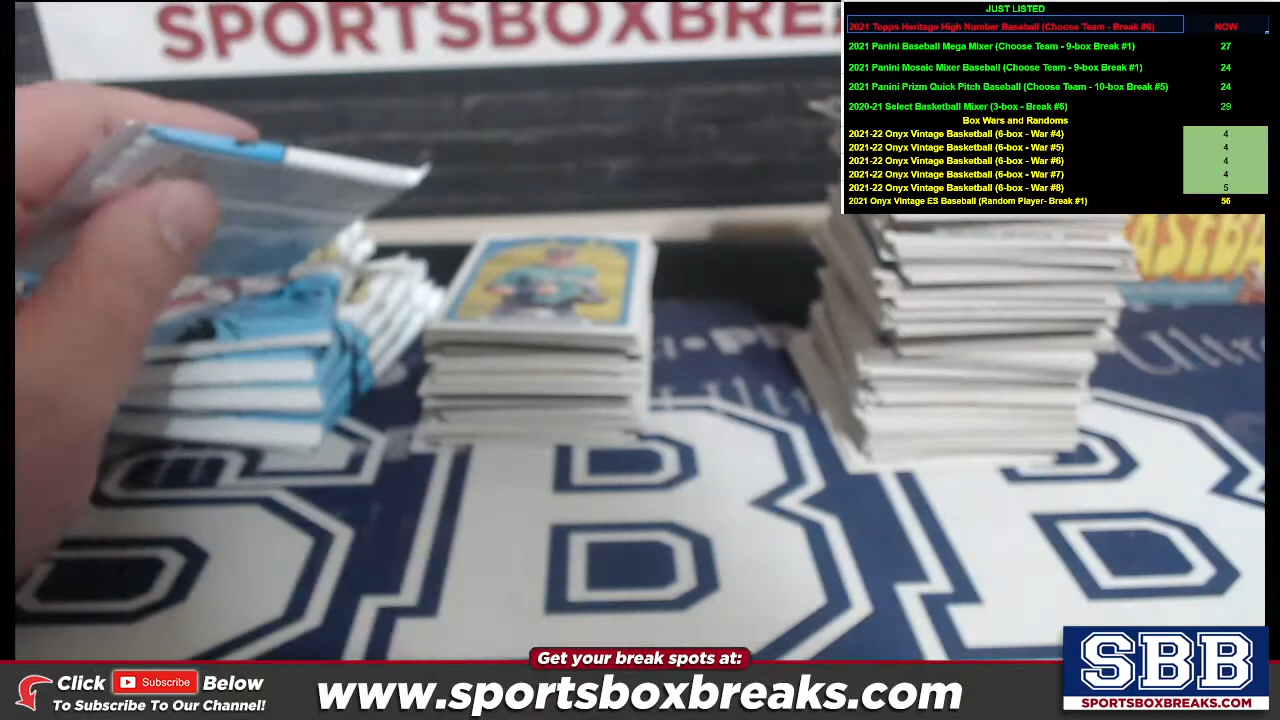 SPORTSBOXBREA
JUST LISTED
2021 Topps Heritage High Number Baseball (Choose Team - Break #6) NOW
2021 Panini Baseball Mega Mixer (Choose Team - 9-box Break #1) 27
2021 Panini Mosaic Mixer Baseball (Choose Team - 9-box Break #1) 24
2021 Panini Prizm Quick Pitch Baseball (Choose Team - 10-box Break #5) 24
2020-21 Select Basketball Mixer (3-box - Break #6) 29
Box Wars and Randoms
2021-22 Onyx Vintage Basketball (6-box - War #4) 4
2021-22 Onyx Vintage Basketball (6-box - War #5) 4
2021-22 Onyx Vintage Basketball (6-box - War #6) 4
2021-22 Onyx Vintage Basketball (6-box - War #7) 4
2021-22 Onyx Vintage Basketball (6-box - War #8) 5
2021 Onyx Vintage ES Baseball (Random Player- Break #1) 56
ASEBA
Ultr
SBB
Get your break spots at:
Click Subscribe Below
To Subscribe To Our Channel!
www.sportsboxbreaks.com
SBB
SPORTSBOXBREAKS.COM